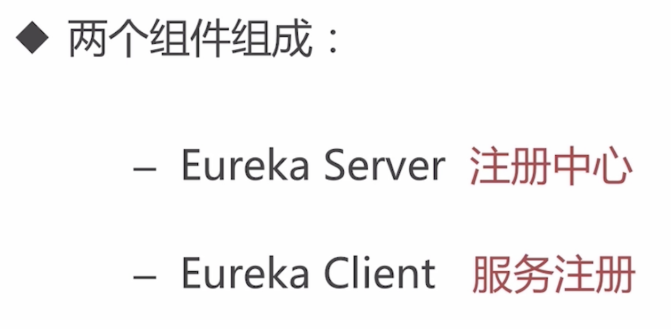 ◆ 两个组件组成：
– Eureka Server 注册中心
– Eureka Client 服务注册